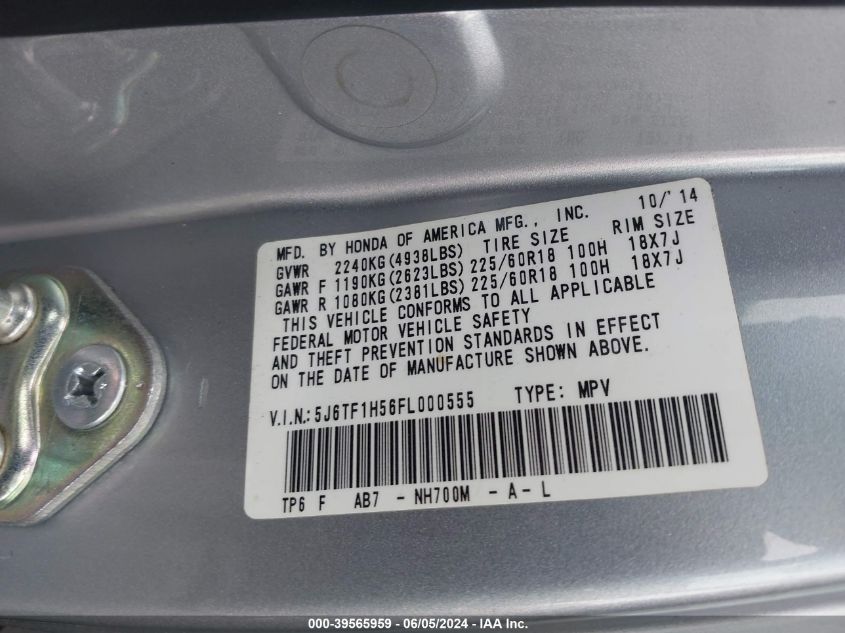 MFD. BY HONDA OF AMERICA MFG., INC. 10/'14
GVWR 2240KG(4938LBS) TIRE SIZE RIM SIZE
GAWR F 1190KG(2623LBS) 225/60R18 100H 18X7J
GAWR R 1080KG(2381LBS) 225/60R18 100H 18X7J
THIS VEHICLE CONFORMS TO ALL APPLICABLE
FEDERAL MOTOR VEHICLE SAFETY
AND THEFT PREVENTION STANDARDS IN EFFECT
ON THE DATE OF MANUFACTURE SHOWN ABOVE.
V.I.N.: 5J6TF1H56FL000555 TYPE: MPV
TP6 F AB7 - NH700M - A - L
000-39565959 - 06/05/2024 - IAA Inc.